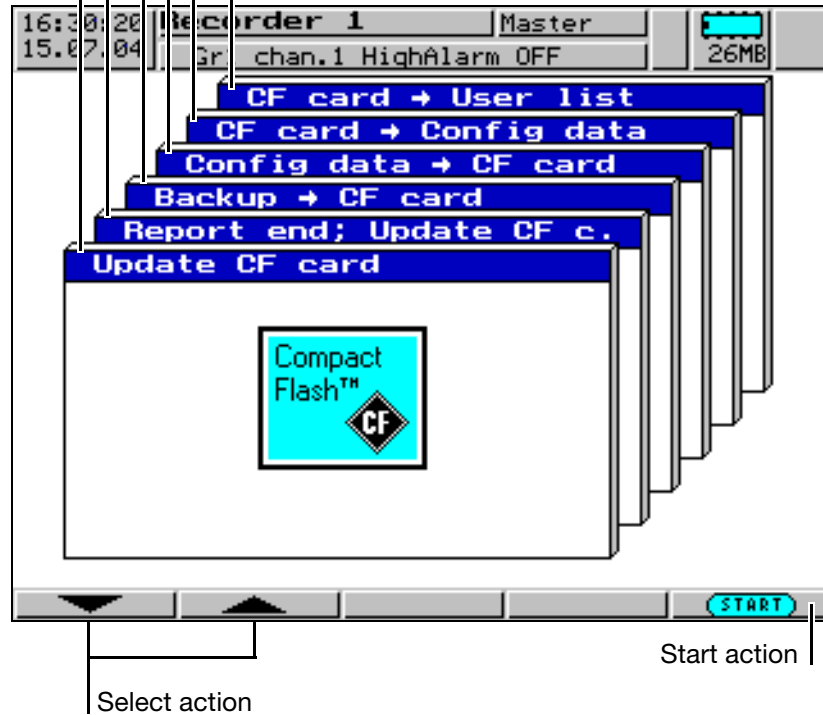 16:30:20 Recorder 1 Master
15.07.04 Gr1 chan.1 HighAlarm OFF 26MB
CF card → User list
CF card → Config data
Config data → CF card
Backup → CF card
Report end; Update CF c.
Update CF card
Compact
Flash™
CF
START
Start action
Select action